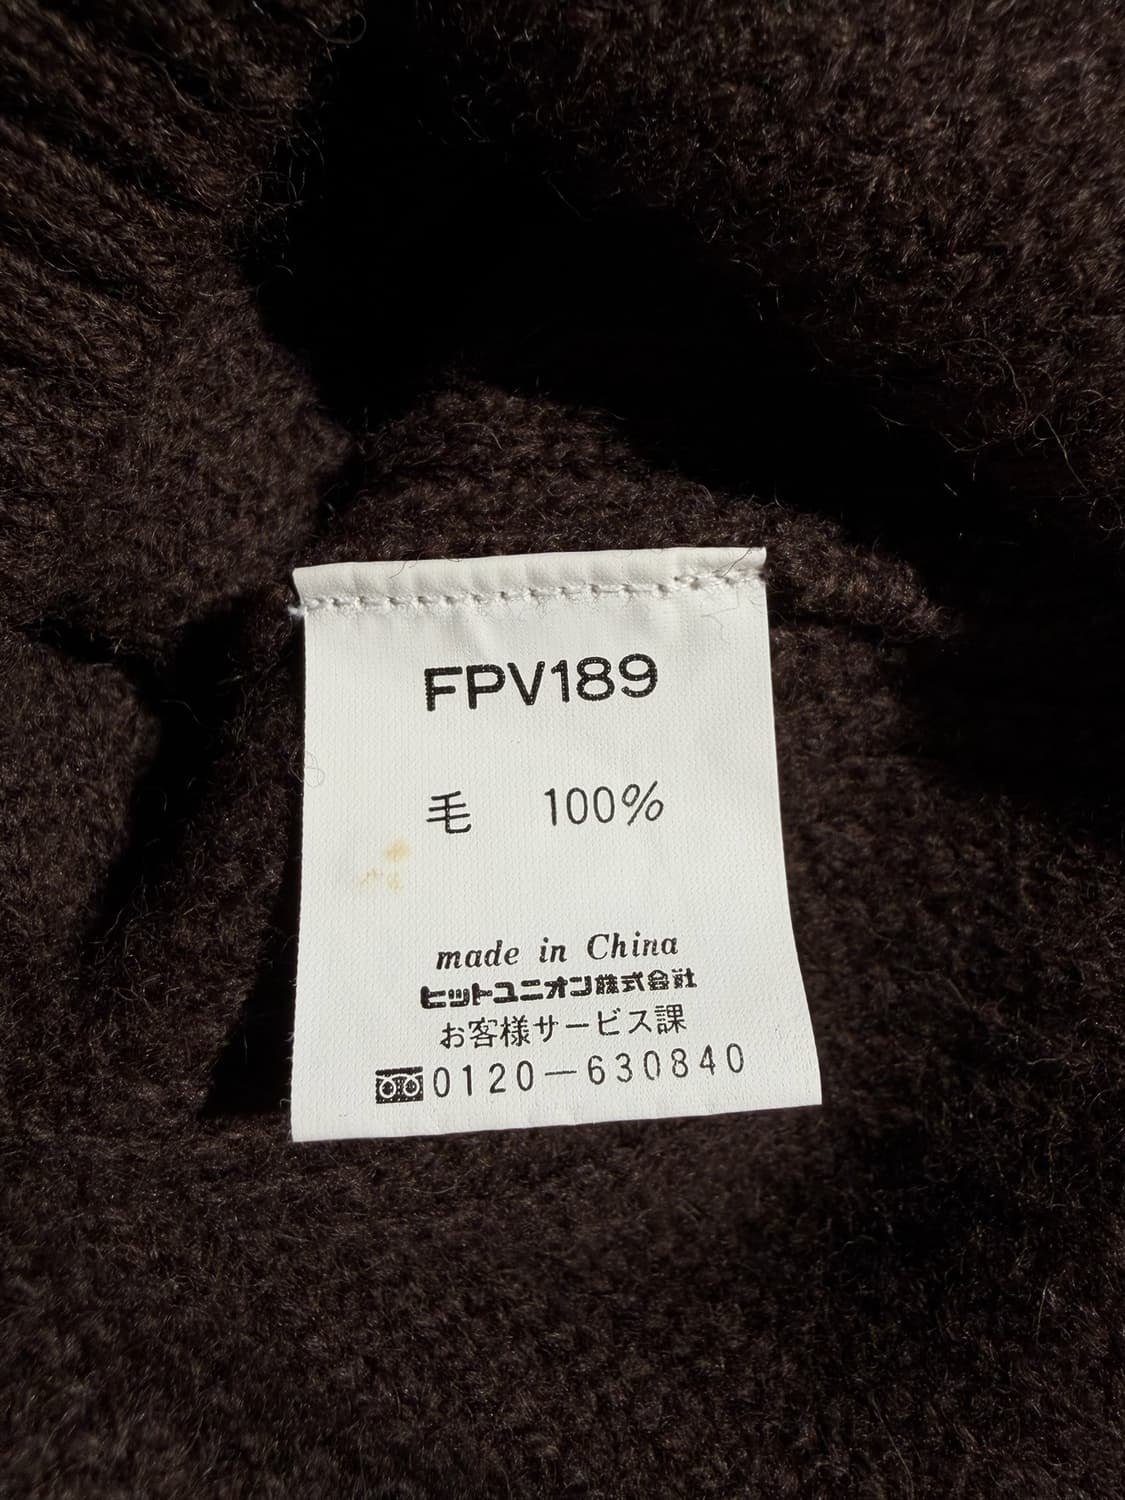 FPV189
毛 100%
made in China
ヒットユニオン株式会社
お客様サービス課
0120-630840